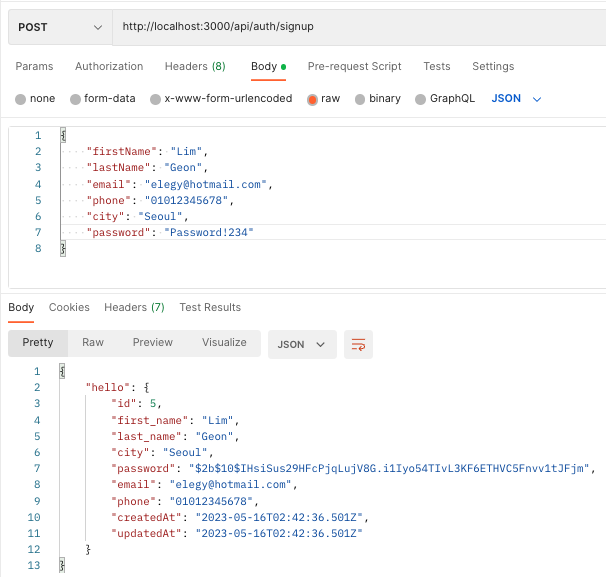 POST http://localhost:3000/api/auth/signup
Params Authorization Headers (8) Body Pre-request Script Tests Settings
none form-data x-www-form-urlencoded raw binary GraphQL JSON
1 {
2 "firstName": "Lim",
3 "lastName": "Geon",
4 "email": "elegy@hotmail.com",
5 "phone": "01012345678",
6 "city": "Seoul",
7 "password": "Password!234"
8 }
Body Cookies Headers (7) Test Results
Pretty Raw Preview Visualize JSON
1 {
2 "hello": {
3 "id": 5,
4 "first_name": "Lim",
5 "last_name": "Geon",
6 "city": "Seoul",
7 "password": "$2b$10$IHsiSus29HFcPjqLujV8G.i1Iyo54TIvL3KF6ETHVC5Fnvv1tJFjm",
8 "email": "elegy@hotmail.com",
9 "phone": "01012345678",
10 "createdAt": "2023-05-16T02:42:36.501Z",
11 "updatedAt": "2023-05-16T02:42:36.501Z"
12 }
13 }